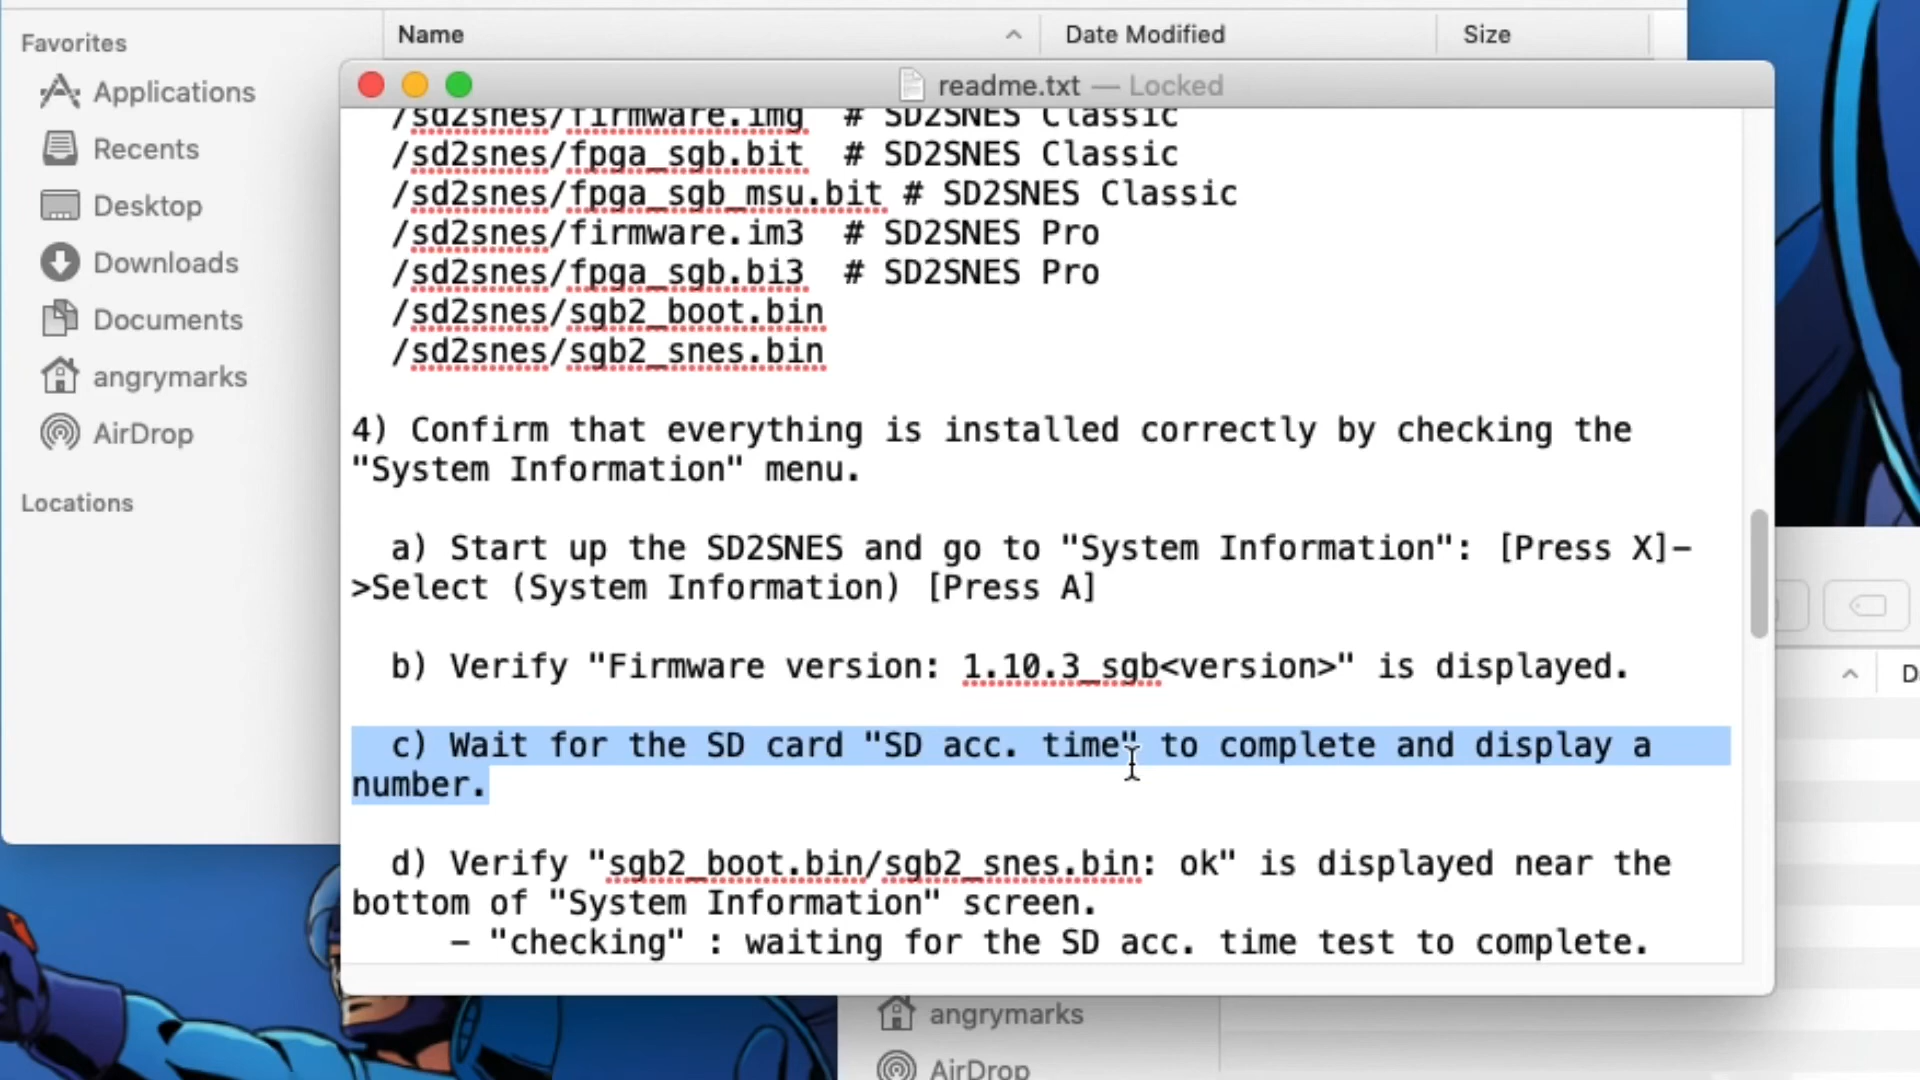 Favorites
Applications
Recents
Desktop
Downloads
Documents
angrymarks
AirDrop
Locations
Name
Date Modified
Size
readme.txt — Locked
/sd2snes/firmware.img # SD2SNES Classic
/sd2snes/fpga_sgb.bit # SD2SNES Classic
/sd2snes/fpga_sgb_msu.bit # SD2SNES Classic
/sd2snes/firmware.im3 # SD2SNES Pro
/sd2snes/fpga_sgb.bi3 # SD2SNES Pro
/sd2snes/sgb2_boot.bin
/sd2snes/sgb2_snes.bin
4) Confirm that everything is installed correctly by checking the
"System Information" menu.
a) Start up the SD2SNES and go to "System Information": [Press X]-
>Select (System Information) [Press A]
b) Verify "Firmware version: 1.10.3_sgb<version>" is displayed.
c) Wait for the SD card "SD acc. time" to complete and display a
number.
d) Verify "sgb2_boot.bin/sgb2_snes.bin: ok" is displayed near the
bottom of "System Information" screen.
- "checking" : waiting for the SD acc. time test to complete.
angrymarks
AirDrop